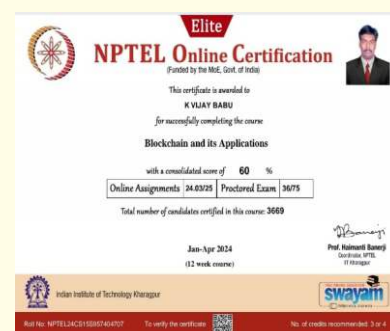 Elite
NPTEL Online Certification
(Funded by the MoE, Govt. of India)
This certificate is awarded to
K VIJAY BABU
for successfully completing the course
Blockchain and its Applications
with a consolidated score of 60 %
Online Assignments 24.03/25 Proctored Exam 36/75
Total number of candidates certified in this course: 3669
Jan-Apr 2024
(12 week course)
Prof. Haimanti Banerji
Coordinator, NPTEL
IIT Kharagpur
Indian Institute of Technology Kharagpur
swayam
Roll No: NPTEL24CS15S957404707 To verify the certificate No. of credits recommended: 3 or 4